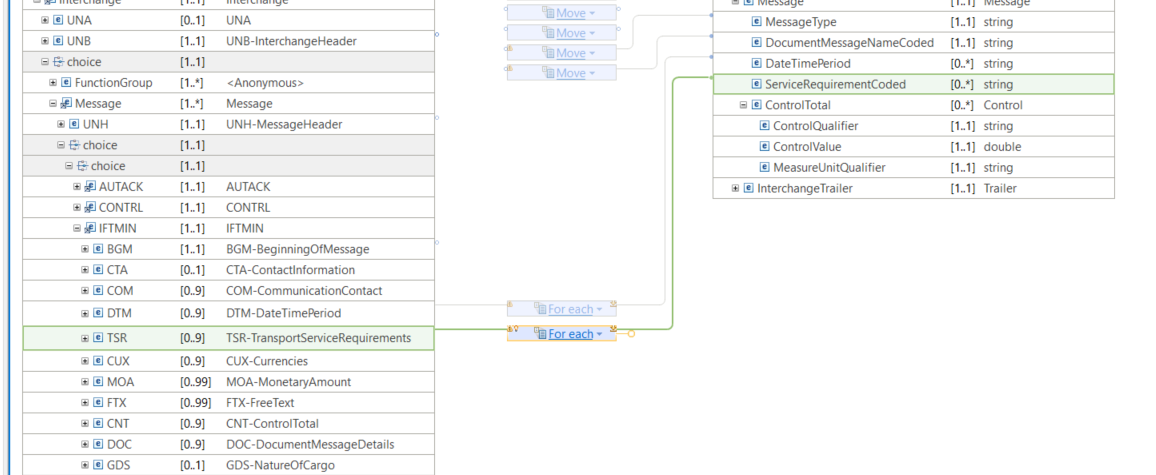 Interchange
UNA [0..1] UNA
UNB [1..1] UNB-InterchangeHeader
choice [1..1]
FunctionGroup [1..*] <Anonymous>
Message [1..*] Message
UNH [1..1] UNH-MessageHeader
choice [1..1]
choice [1..1]
AUTACK [1..1] AUTACK
CONTRL [1..1] CONTRL
IFTMIN [1..1] IFTMIN
BGM [1..1] BGM-BeginningOfMessage
CTA [0..1] CTA-ContactInformation
COM [0..9] COM-CommunicationContact
DTM [0..9] DTM-DateTimePeriod
TSR [0..9] TSR-TransportServiceRequirements
CUX [0..9] CUX-Currencies
MOA [0..99] MOA-MonetaryAmount
FTX [0..99] FTX-FreeText
CNT [0..9] CNT-ControlTotal
DOC [0..9] DOC-DocumentMessageDetails
GDS [0..1] GDS-NatureOfCargo
Move
Move
Move
Move
For each
For each
Message [1..1] Message
MessageType [1..1] string
DocumentMessageNameCoded [1..1] string
DateTimePeriod [0..*] string
ServiceRequirementCoded [0..*] string
ControlTotal [0..*] Control
ControlQualifier [1..1] string
ControlValue [1..1] double
MeasureUnitQualifier [1..1] string
InterchangeTrailer [1..1] Trailer